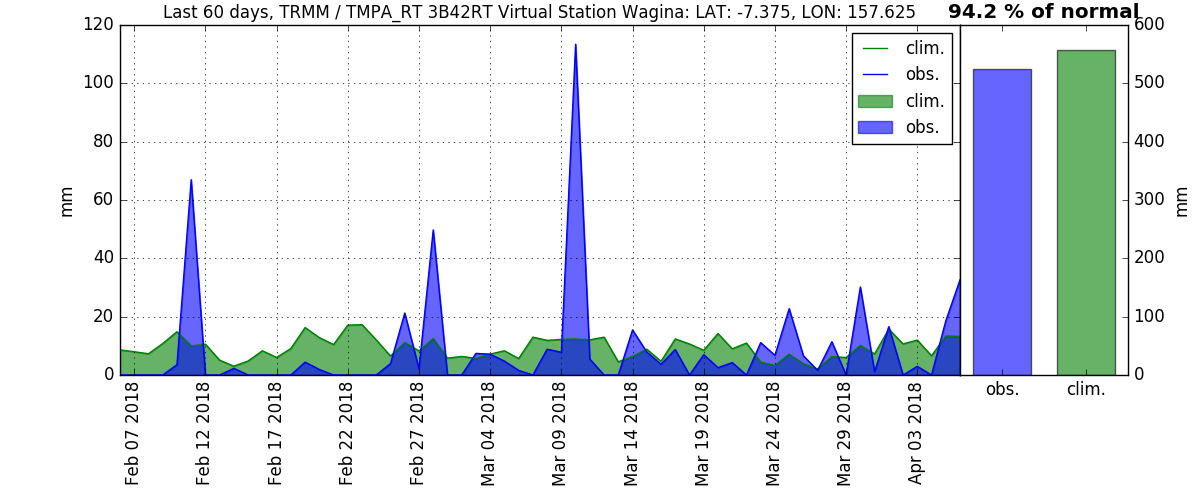 Last 60 days, TRMM / TMPA_RT 3B42RT Virtual Station Wagina: LAT: -7.375, LON: 157.625
94.2 % of normal
120
100
80
60
40
20
0
mm
clim.
obs.
clim.
obs.
600
500
400
300
200
100
0
mm
Feb 07 2018
Feb 12 2018
Feb 17 2018
Feb 22 2018
Feb 27 2018
Mar 04 2018
Mar 09 2018
Mar 14 2018
Mar 19 2018
Mar 24 2018
Mar 29 2018
Apr 03 2018
obs.
clim.